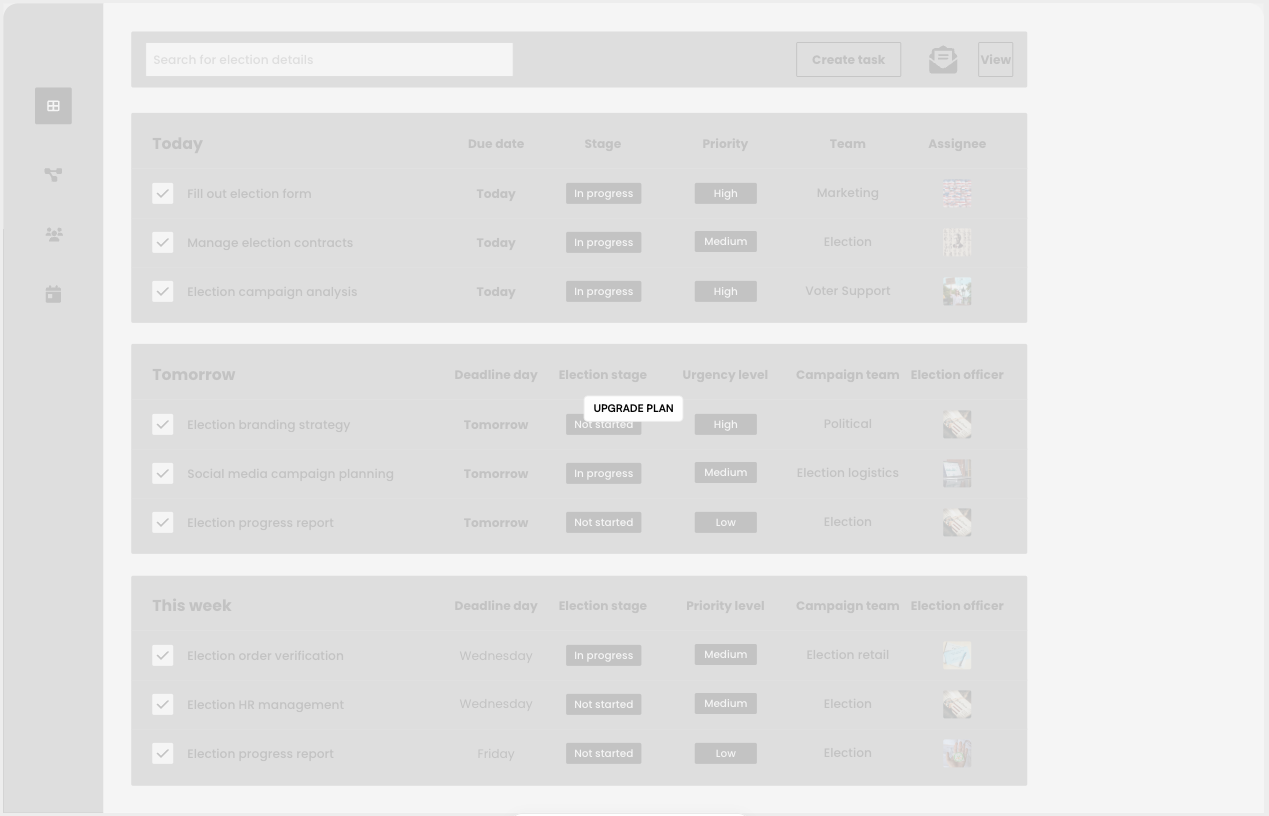 Search for election details
Create task
View
Today Due date Stage Priority Team Assignee
Fill out election form Today In progress High Marketing
Manage election contracts Today In progress Medium Election
Election campaign analysis Today In progress High Voter Support
Tomorrow Deadline day Election stage Urgency level Campaign team Election officer
UPGRADE PLAN
Election branding strategy Tomorrow Not started High Political
Social media campaign planning Tomorrow In progress Medium Election logistics
Election progress report Tomorrow Not started Low Election
This week Deadline day Election stage Priority level Campaign team Election officer
Election order verification Wednesday In progress Medium Election retail
Election HR management Wednesday Not started Medium Election
Election progress report Friday Not started Low Election